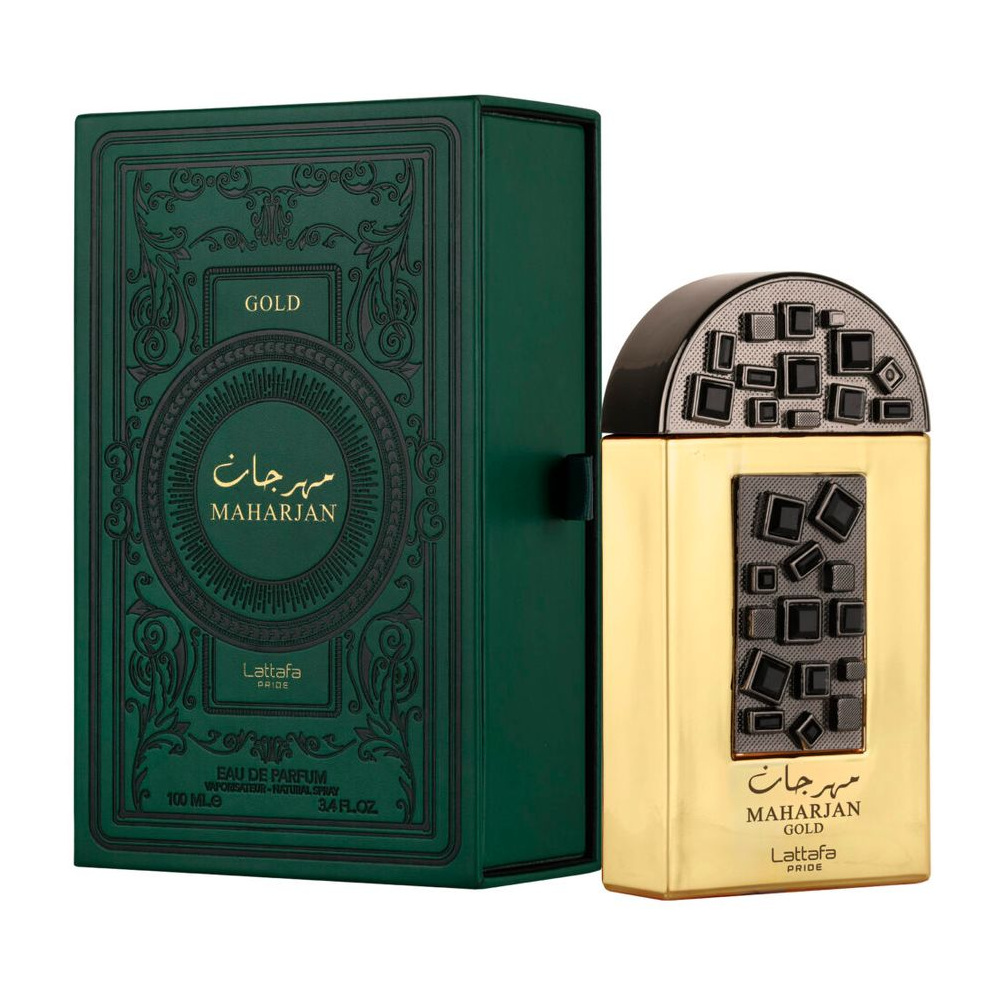 GOLD
مهرجان
MAHARJAN
Lattafa
PRIDE
EAU DE PARFUM
VAPORISATEUR - NATURAL SPRAY
100 ML℮ 3.4 FL.OZ.
مهرجان
MAHARJAN
GOLD
Lattafa
PRIDE